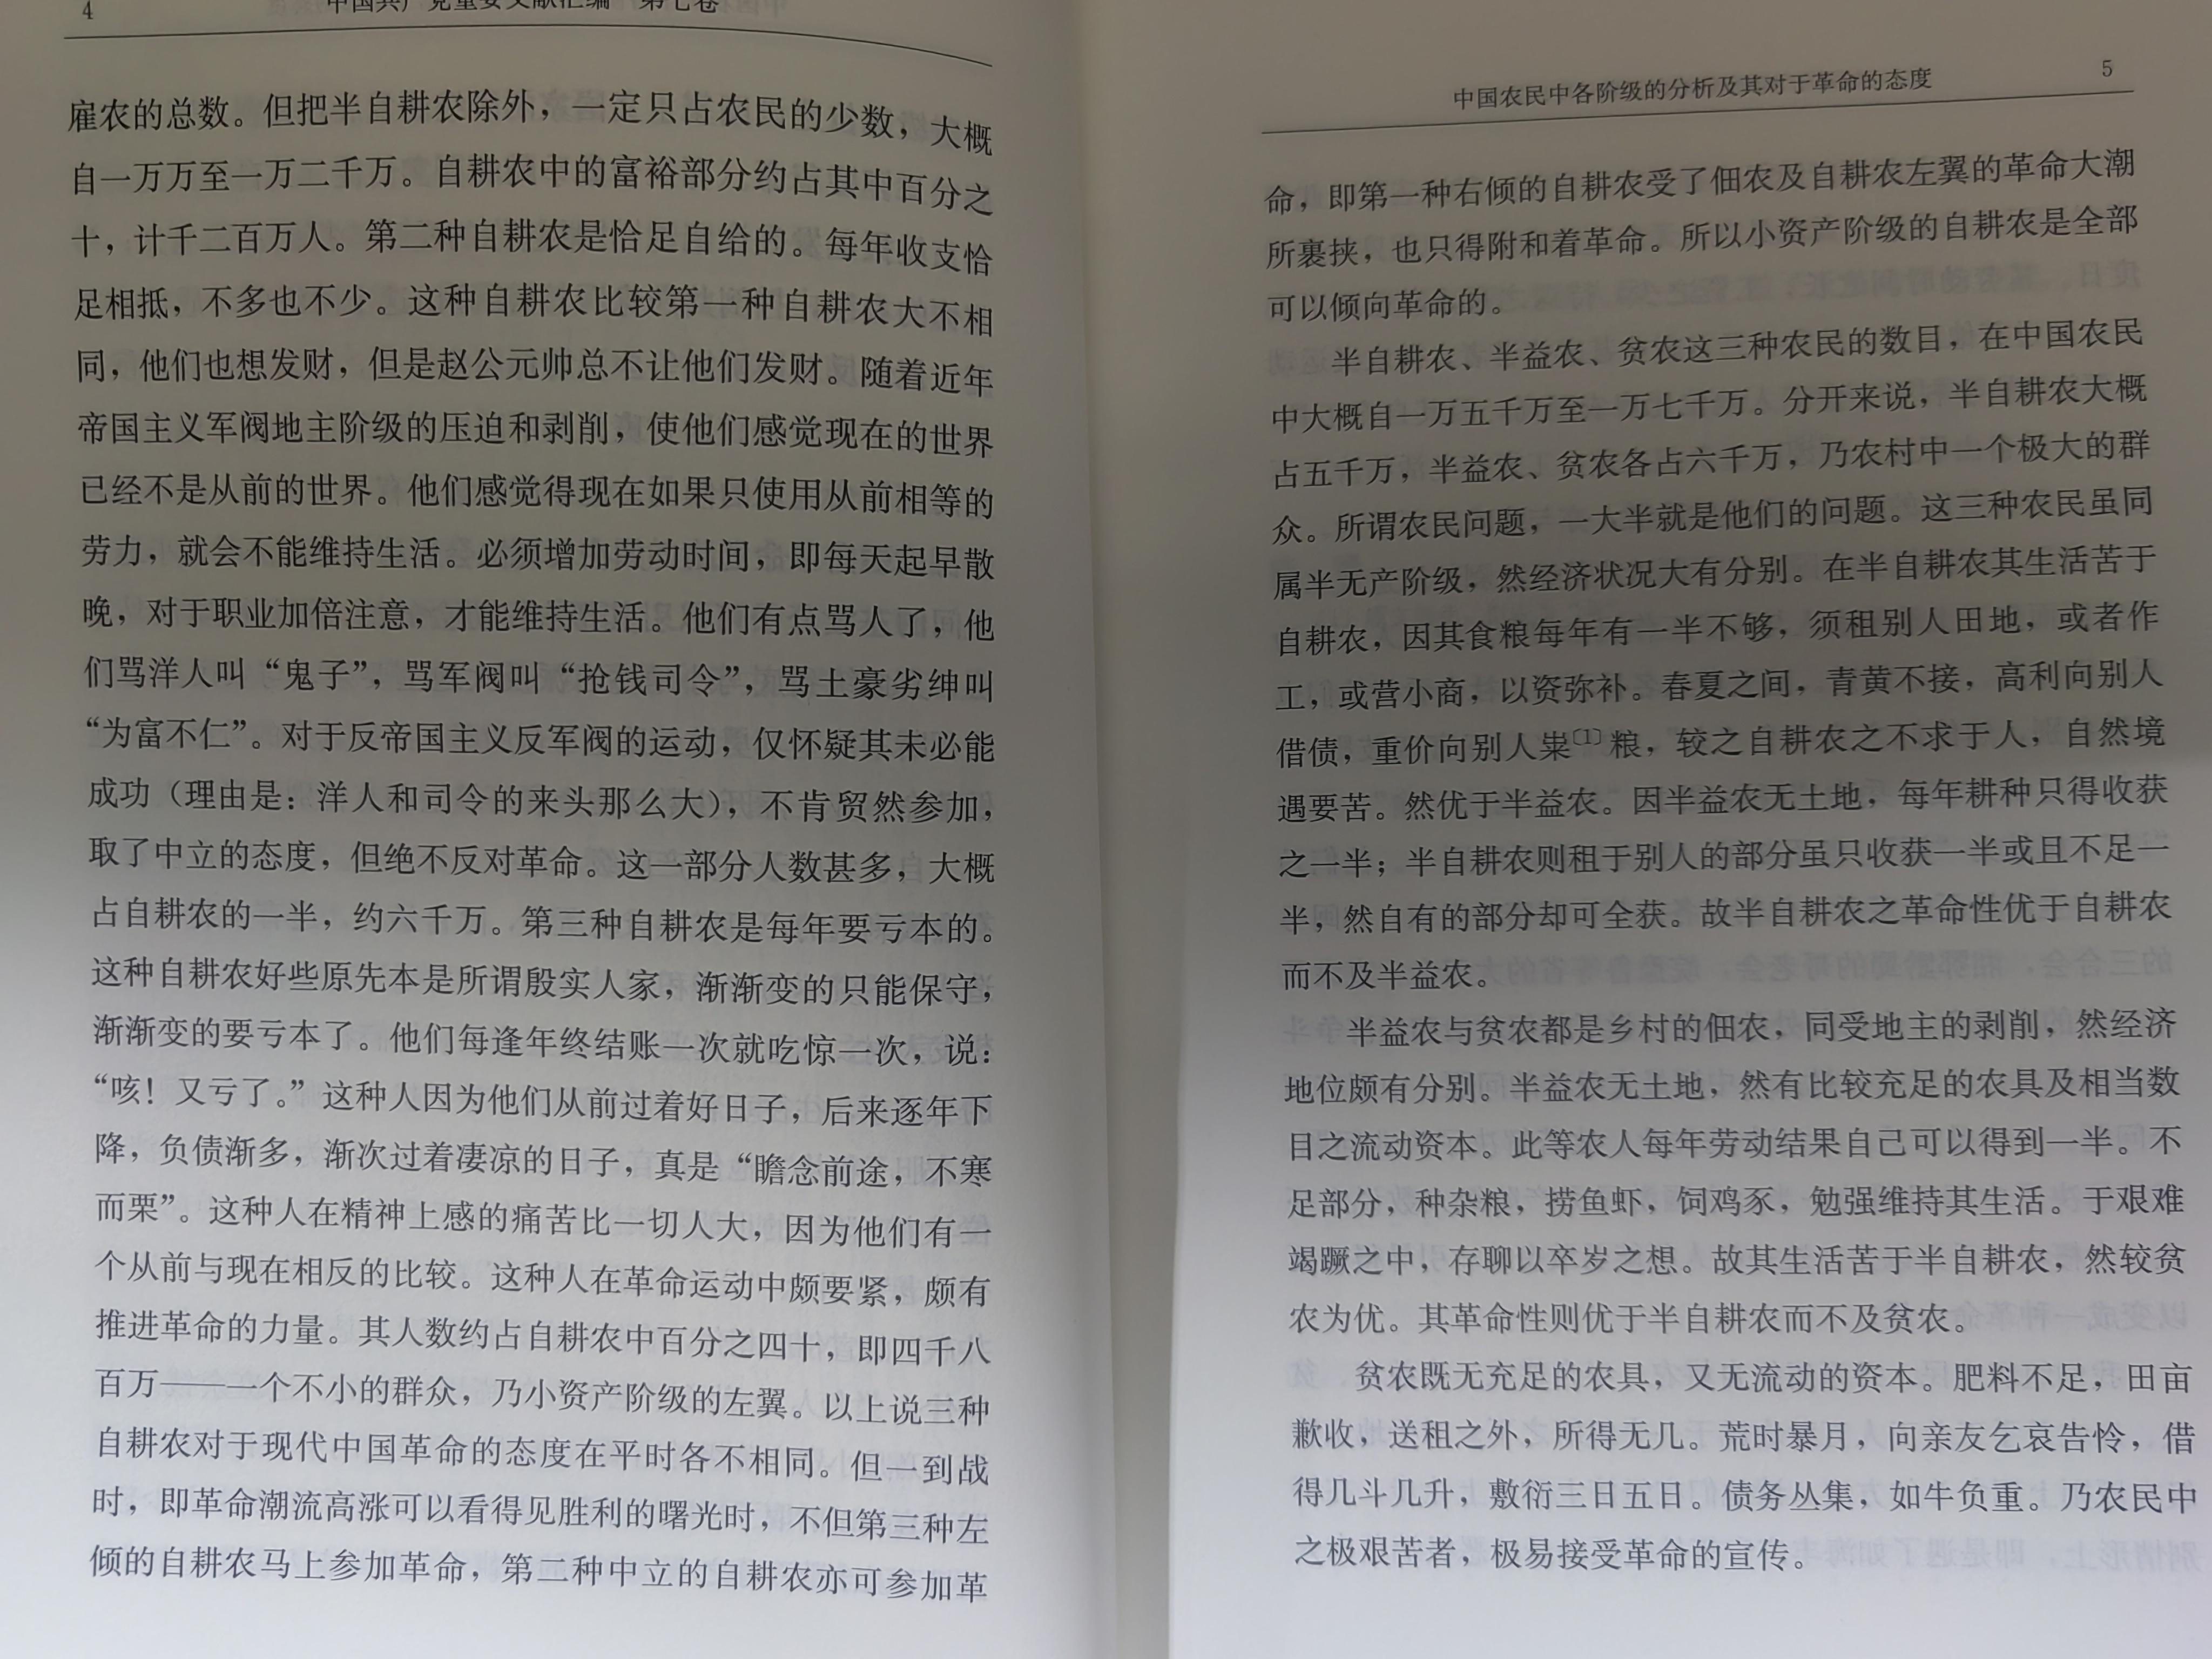 4
中国共产党重要文献汇编 第七卷
雇农的总数。但把半自耕农除外，一定只占农民的少数，大概
自一万万至一万二千万。自耕农中的富裕部分约占其中百分之
十，计千二百万人。第二种自耕农是恰足自给的。每年收支恰
足相抵，不多也不少。这种自耕农比较第一种自耕农大不相
同，他们也想发财，但是赵公元帅总不让他们发财。随着近年
帝国主义军阀地主阶级的压迫和剥削，使他们感觉现在的世界
已经不是从前的世界。他们感觉得现在如果只使用从前相等的
劳力，就会不能维持生活。必须增加劳动时间，即每天起早散
晚，对于职业加倍注意，才能维持生活。他们有点骂人了，他
们骂洋人叫“鬼子”，骂军阀叫“抢钱司令”，骂土豪劣绅叫
“为富不仁”。对于反帝国主义反军阀的运动，仅怀疑其未必能
成功（理由是：洋人和司令的来头那么大），不肯贸然参加，
取了中立的态度，但绝不反对革命。这一部分人数甚多，大概
占自耕农的一半，约六千万。第三种自耕农是每年要亏本的。
这种自耕农好些原先本是所谓殷实人家，渐渐变的只能保守，
渐渐变的要亏本了。他们每逢年终结账一次就吃惊一次，说：
“咳！又亏了。”这种人因为他们从前过着好日子，后来逐年下
降，负债渐多，渐次过着凄凉的日子，真是“瞻念前途，不寒
而栗”。这种人在精神上感的痛苦比一切人大，因为他们有一
个从前与现在相反的比较。这种人在革命运动中颇要紧，颇有
推进革命的力量。其人数约占自耕农中百分之四十，即四千八
百万——一个不小的群众，乃小资产阶级的左翼。以上说三种
自耕农对于现代中国革命的态度在平时各不相同。但一到战
时，即革命潮流高涨可以看得见胜利的曙光时，不但第三种左
倾的自耕农马上参加革命，第二种中立的自耕农亦可参加革
中国农民中各阶级的分析及其对于革命的态度
5
命，即第一种右倾的自耕农受了佃农及自耕农左翼的革命大潮
所裹挟，也只得附和着革命。所以小资产阶级的自耕农是全部
可以倾向革命的。
半自耕农、半益农、贫农这三种农民的数目，在中国农民
中大概自一万五千万至一万七千万。分开来说，半自耕农大概
占五千万，半益农、贫农各占六千万，乃农村中一个极大的群
众。所谓农民问题，一大半就是他们的问题。这三种农民虽同
属半无产阶级，然经济状况大有分别。在半自耕农其生活苦于
自耕农，因其食粮每年有一半不够，须租别人田地，或者作
工，或营小商，以资弥补。春夏之间，青黄不接，高利向别人
借债，重价向别人粜〔1〕粮，较之自耕农之不求于人，自然境
遇要苦。然优于半益农。因半益农无土地，每年耕种只得收获
之一半；半自耕农则租于别人的部分虽只收获一半或且不足一
半，然自有的部分却可全获。故半自耕农之革命性优于自耕农
而不及半益农。
半益农与贫农都是乡村的佃农，同受地主的剥削，然经济
地位颇有分别。半益农无土地，然有比较充足的农具及相当数
目之流动资本。此等农人每年劳动结果自己可以得到一半。不
足部分，种杂粮，捞鱼虾，饲鸡豕，勉强维持其生活。于艰难
竭蹶之中，存聊以卒岁之想。故其生活苦于半自耕农，然较贫
农为优。其革命性则优于半自耕农而不及贫农。
贫农既无充足的农具，又无流动的资本。肥料不足，田亩
歉收，送租之外，所得无几。荒时暴月，向亲友乞哀告怜，借
得几斗几升，敷衍三日五日。债务丛集，如牛负重。乃农民中
之极艰苦者，极易接受革命的宣传。